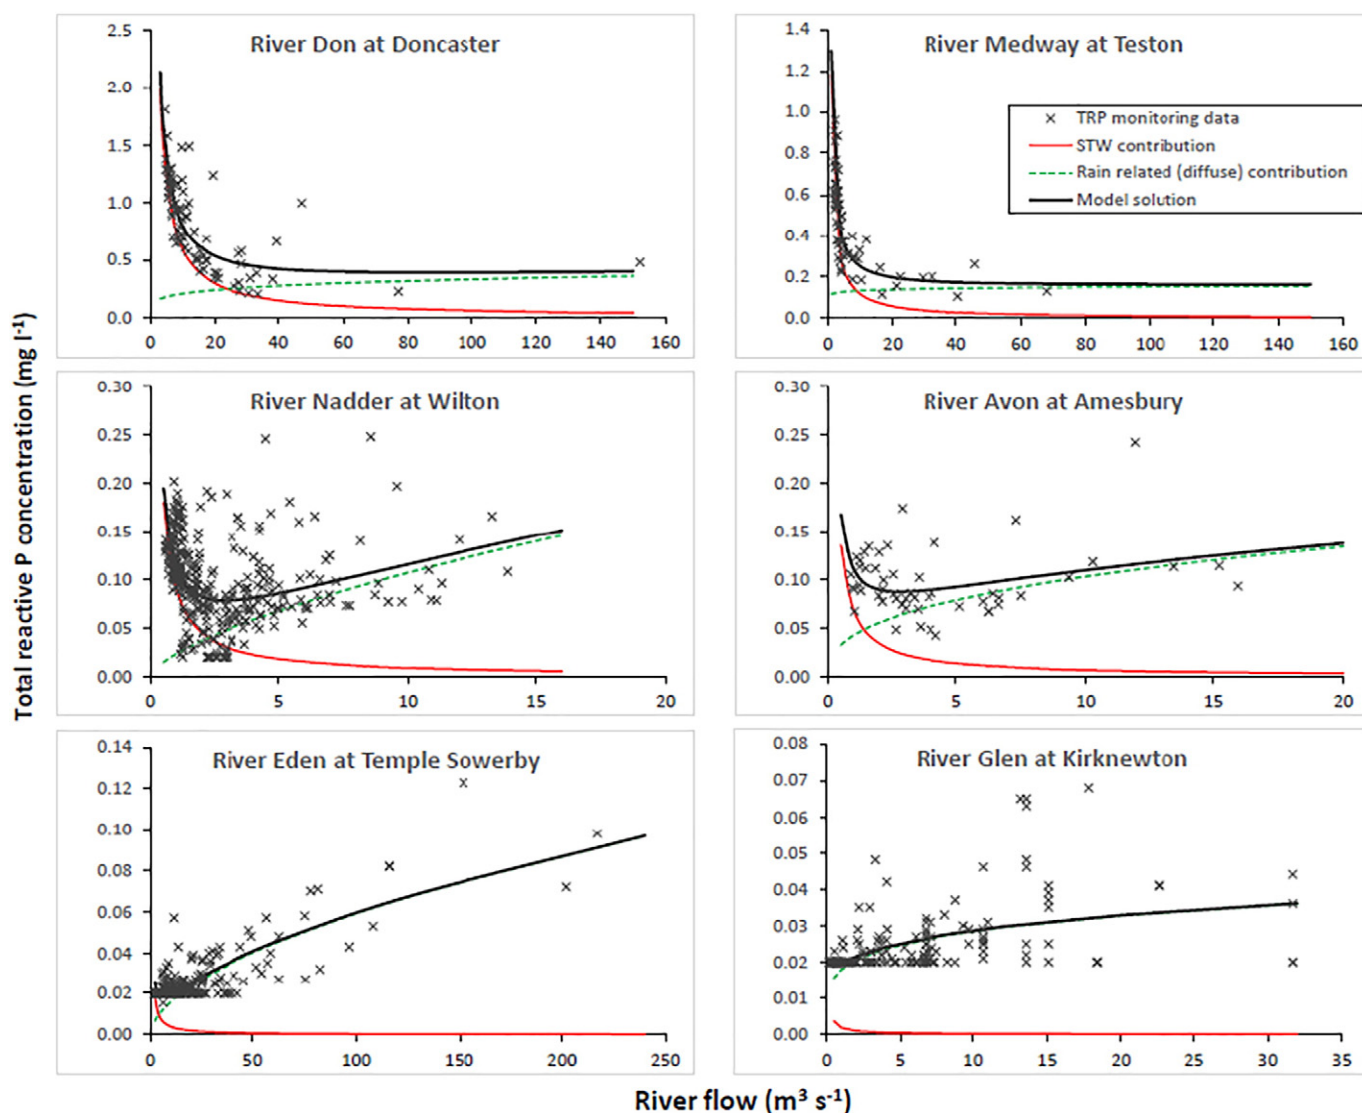 River Don at Doncaster
2.5
2.0
1.5
1.0
0.5
0.0
0 20 40 60 80 100 120 140 160
River Medway at Teston
1.4
1.2
1.0
0.8
0.6
0.4
0.2
0.0
0 20 40 60 80 100 120 140 160
TRP monitoring data
STW contribution
Rain related (diffuse) contribution
Model solution
Total reactive P concentration (mg l-1)
River Nadder at Wilton
0.30
0.25
0.20
0.15
0.10
0.05
0.00
0 5 10 15 20
River Avon at Amesbury
0.30
0.25
0.20
0.15
0.10
0.05
0.00
0 5 10 15 20
River Eden at Temple Sowerby
0.14
0.12
0.10
0.08
0.06
0.04
0.02
0.00
0 50 100 150 200 250
River Glen at Kirknewton
0.08
0.07
0.06
0.05
0.04
0.03
0.02
0.01
0.00
0 5 10 15 20 25 30 35
River flow (m³ s⁻¹)